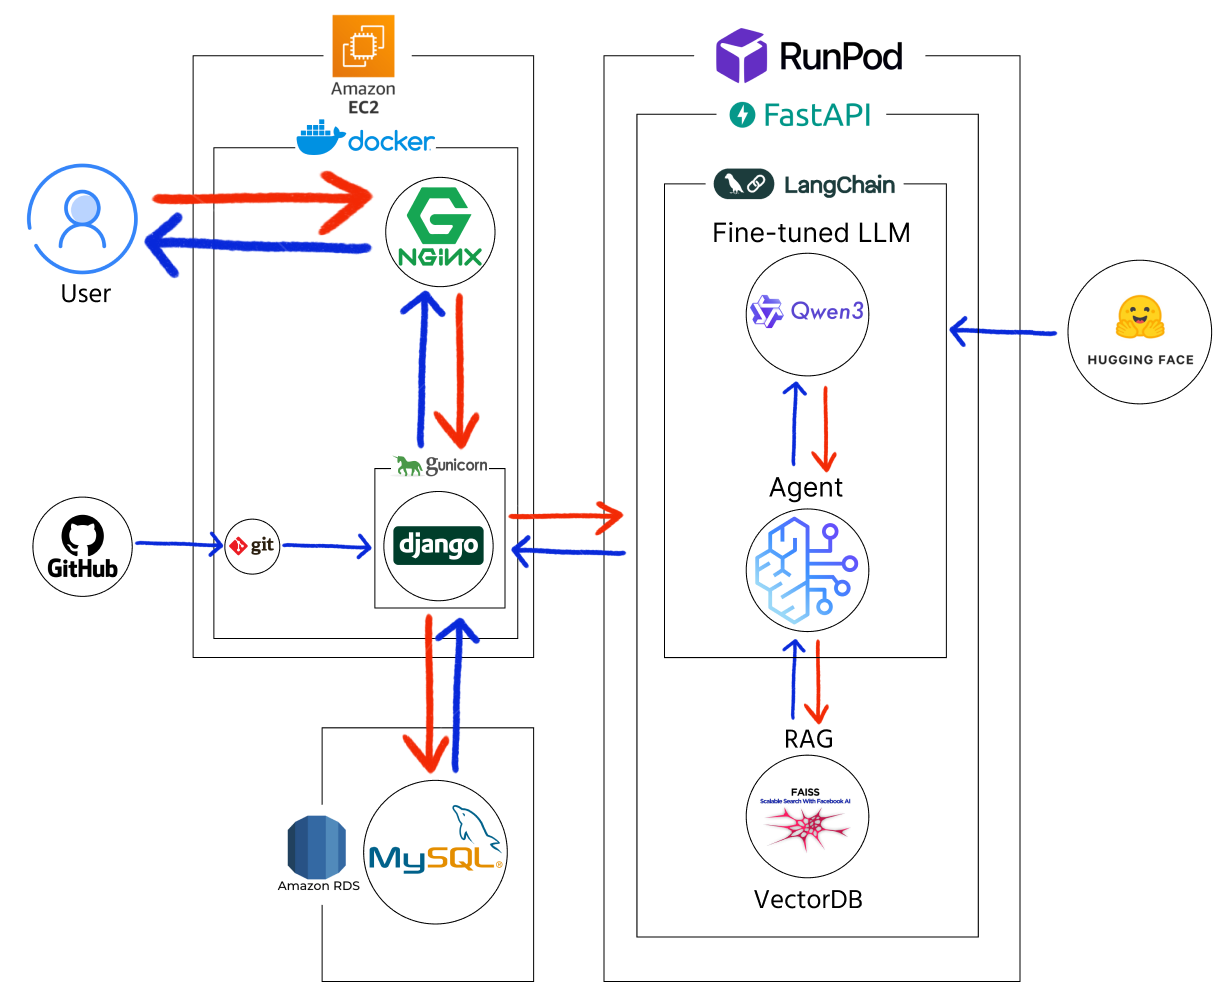 Amazon
EC2
docker
User
NGiNX
gunicorn
django
GitHub
git
MySQL®
Amazon RDS
RunPod
FastAPI
LangChain
Fine-tuned LLM
Qwen3
Agent
RAG
FAISS
Scalable Search With Facebook AI
VectorDB
HUGGING FACE